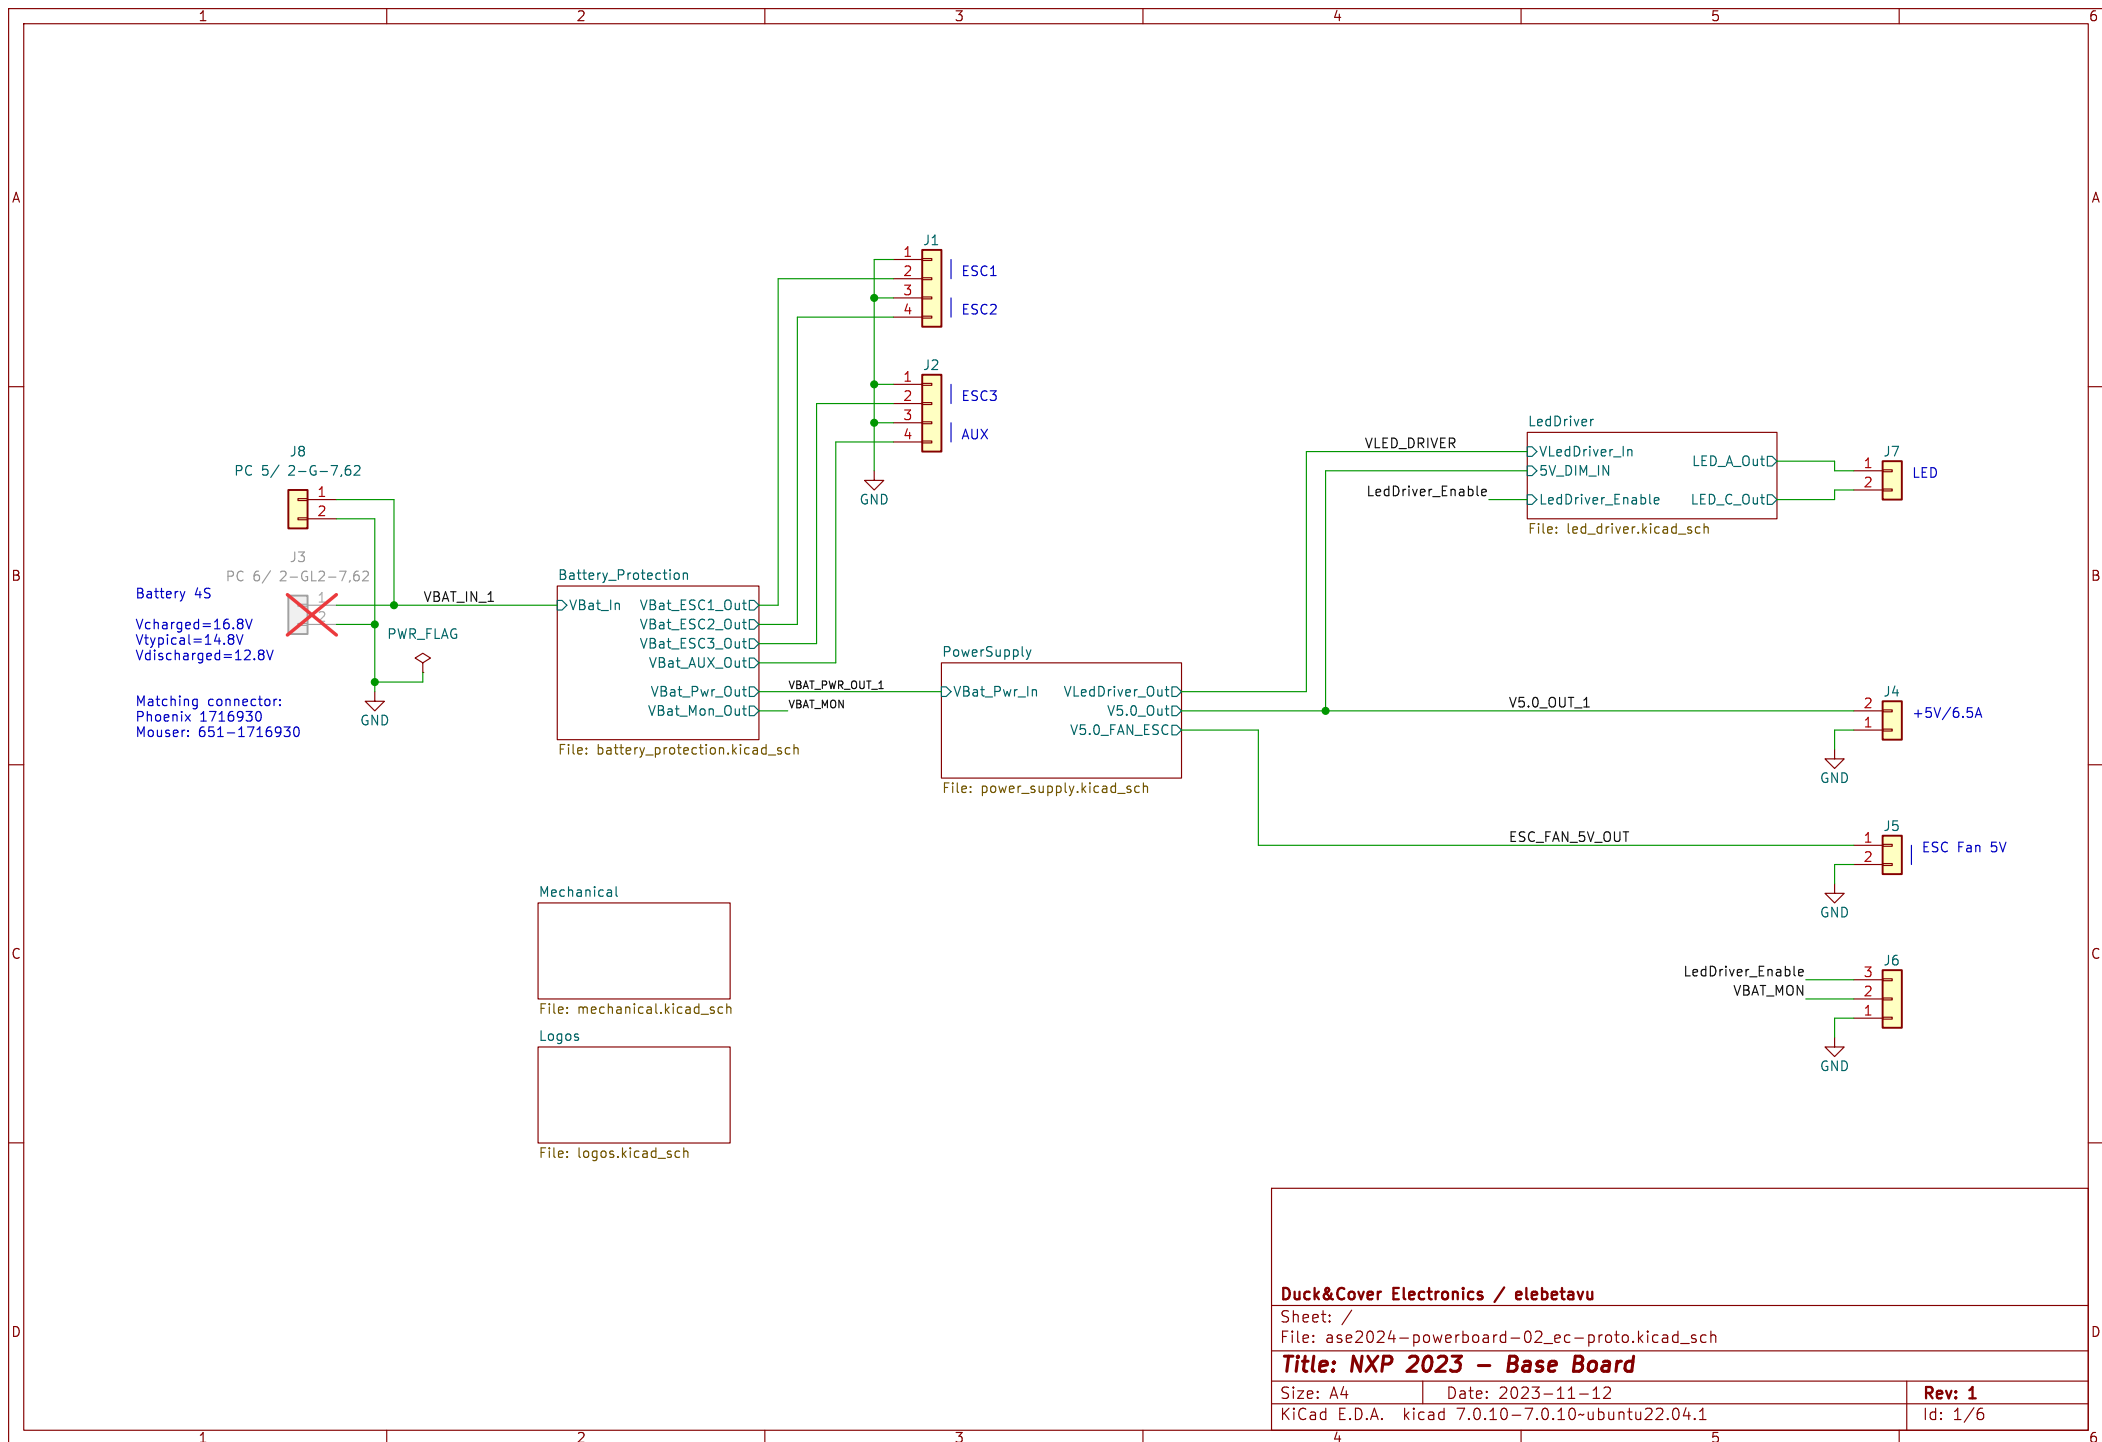 1 2 3 4 5 6
A A
B B
C C
D D
J1
1
2
3
4
ESC1
ESC2
J2
1
2
3
4
ESC3
AUX
GND
J8
PC 5/ 2-G-7,62
1
2
J3
PC 6/ 2-GL2-7,62
1
2
Battery 4S
Vcharged=16.8V
Vtypical=14.8V
Vdischarged=12.8V
Matching connector:
Phoenix 1716930
Mouser: 651-1716930
VBAT_IN_1
PWR_FLAG
GND
Battery_Protection
VBat_In
VBat_ESC1_Out
VBat_ESC2_Out
VBat_ESC3_Out
VBat_AUX_Out
VBat_Pwr_Out
VBat_Mon_Out
File: battery_protection.kicad_sch
VBAT_PWR_OUT_1
VBAT_MON
PowerSupply
VBat_Pwr_In
VLedDriver_Out
V5.0_Out
V5.0_FAN_ESC
File: power_supply.kicad_sch
LedDriver
VLED_DRIVER
VLedDriver_In
5V_DIM_IN
LedDriver_Enable
LedDriver_Enable
LED_A_Out
LED_C_Out
File: led_driver.kicad_sch
J7
1
2
LED
V5.0_OUT_1
J4
2
1
+5V/6.5A
GND
ESC_FAN_5V_OUT
J5
1
2
ESC Fan 5V
GND
J6
LedDriver_Enable
VBAT_MON
3
2
1
GND
Mechanical
File: mechanical.kicad_sch
Logos
File: logos.kicad_sch
Duck&Cover Electronics / elebetavu
Sheet: /
File: ase2024-powerboard-02_ec-proto.kicad_sch
Title: NXP 2023 - Base Board
Size: A4 Date: 2023-11-12 Rev: 1
KiCad E.D.A. kicad 7.0.10-7.0.10~ubuntu22.04.1 Id: 1/6
1 2 3 4 5 6